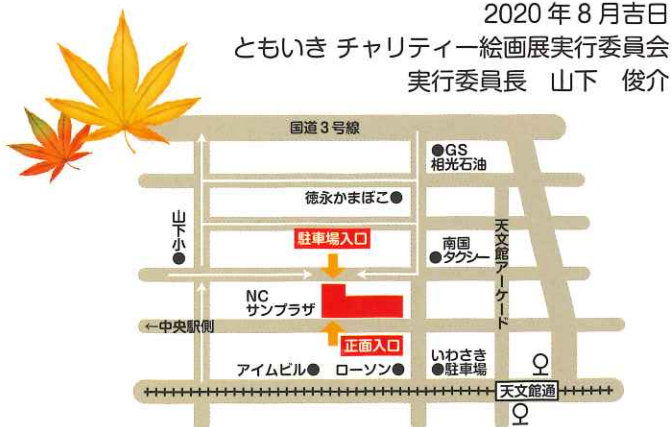 2020年8月吉日
ともいき チャリティー絵画展実行委員会
実行委員長　山下　俊介
国道3号線
●GS
相光石油
徳永かまぼこ●
山下小●
駐車場入口
南国
●タクシー
天文館アーケード
NC
サンプラザ
←中央駅側
正面入口
アイムビル●
ローソン●
いわさき
●駐車場
天文館通